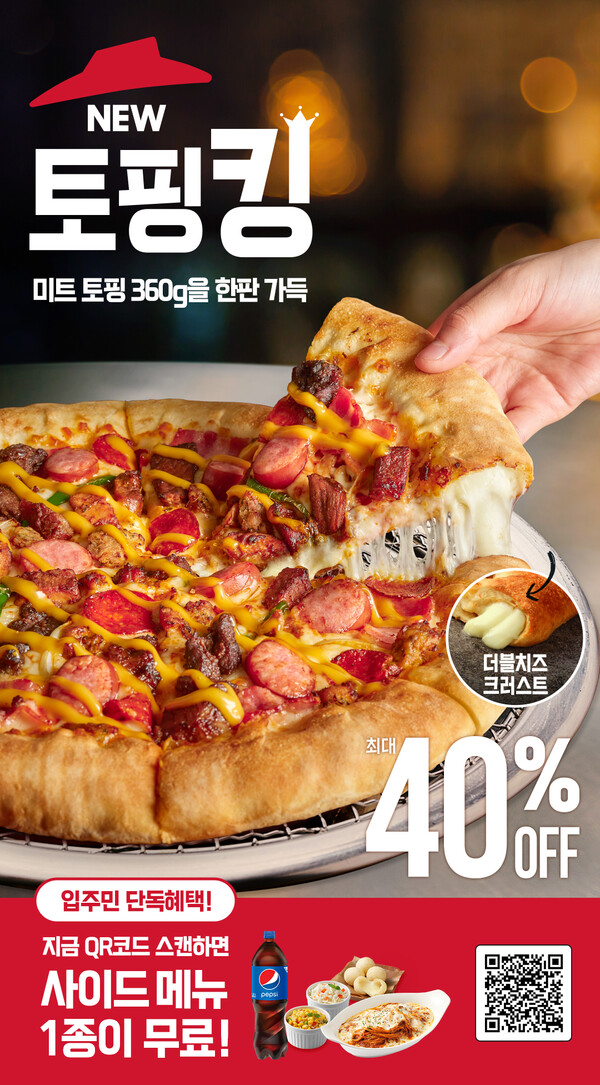 NEW
토핑킹
미트 토핑 360g을 한판 가득
더블치즈
크러스트
최대
40%
OFF
입주민 단독혜택!
지금 QR코드 스캔하면
사이드 메뉴
1종이 무료!
pepsi